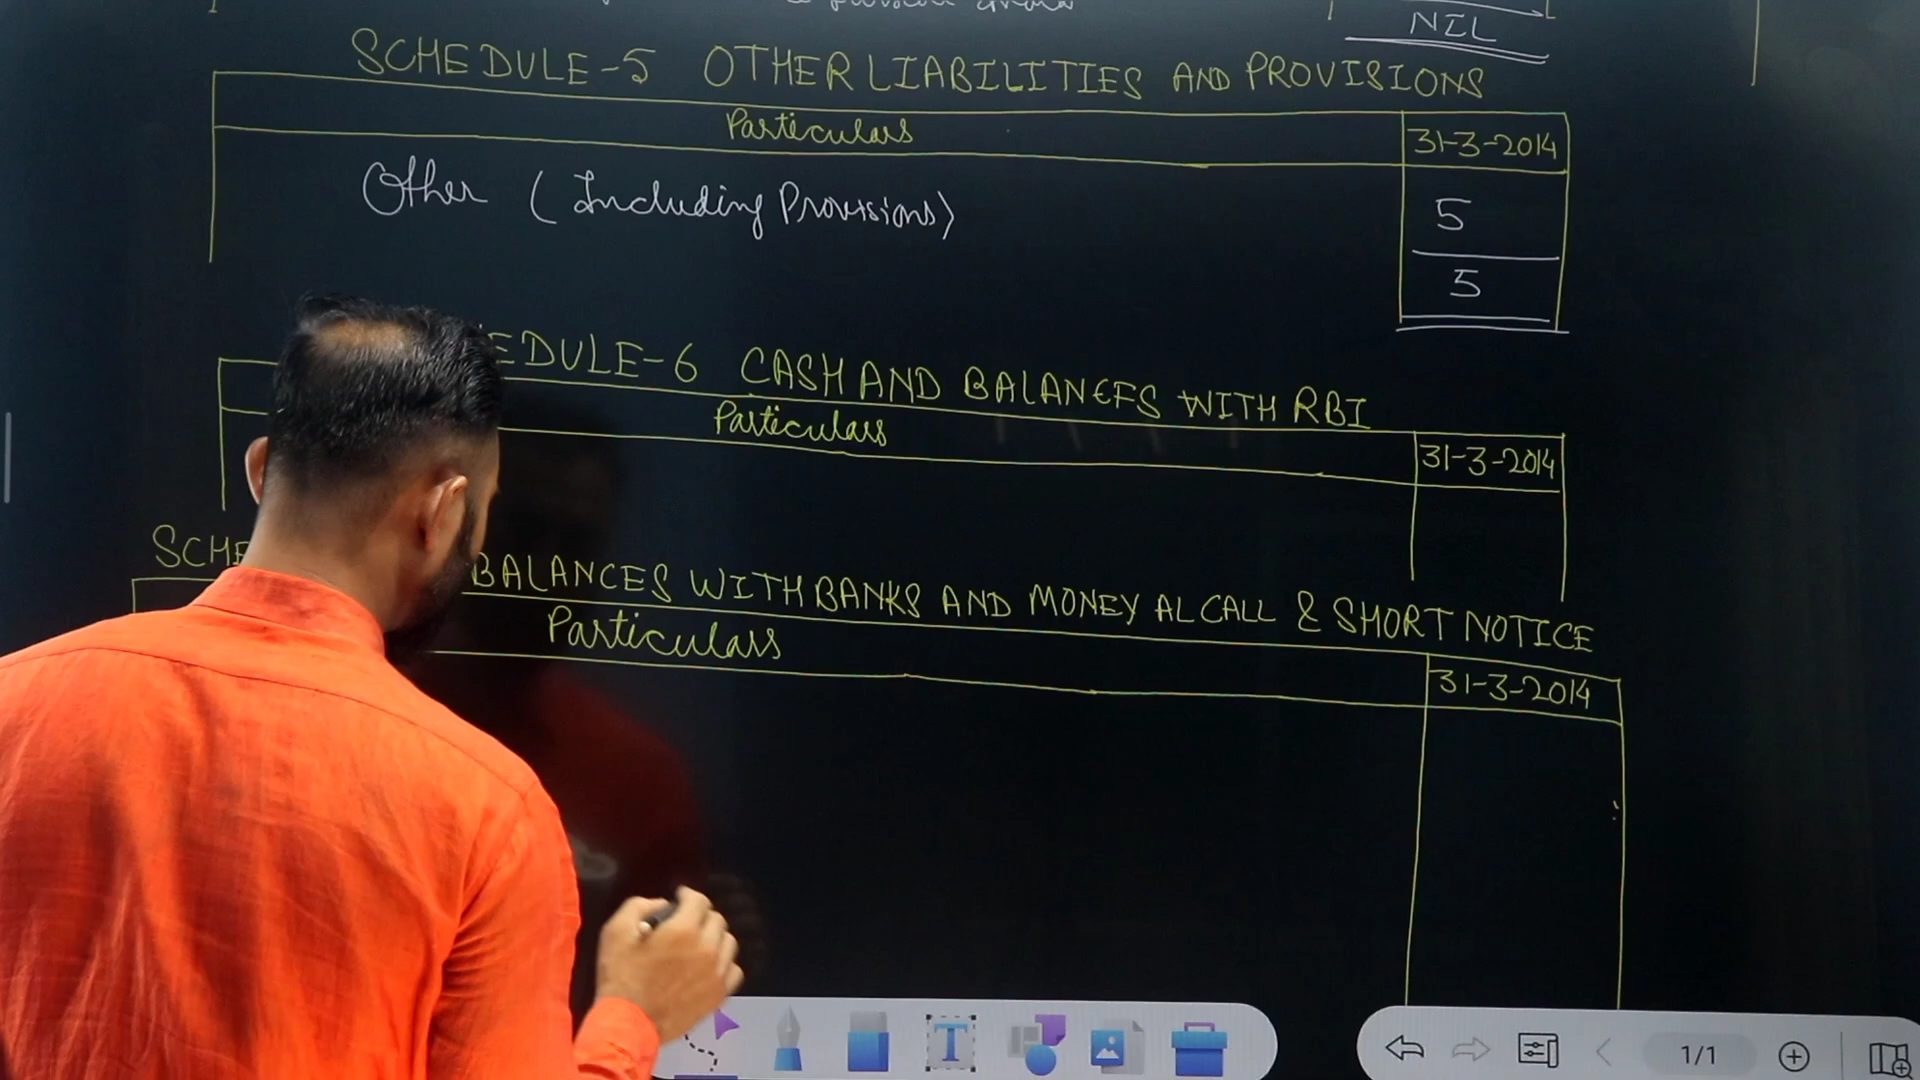 NIL
SCHEDULE-5 OTHER LIABILITIES AND PROVISIONS
Particulars 31-3-2014
Other (Including Provisions) 5
5
EDULE-6 CASH AND BALANCES WITH RBI
Particulars 31-3-2014
SCHE BALANCES WITH BANKS AND MONEY AL CALL & SHORT NOTICE
Particulars 31-3-2014
T
1/1